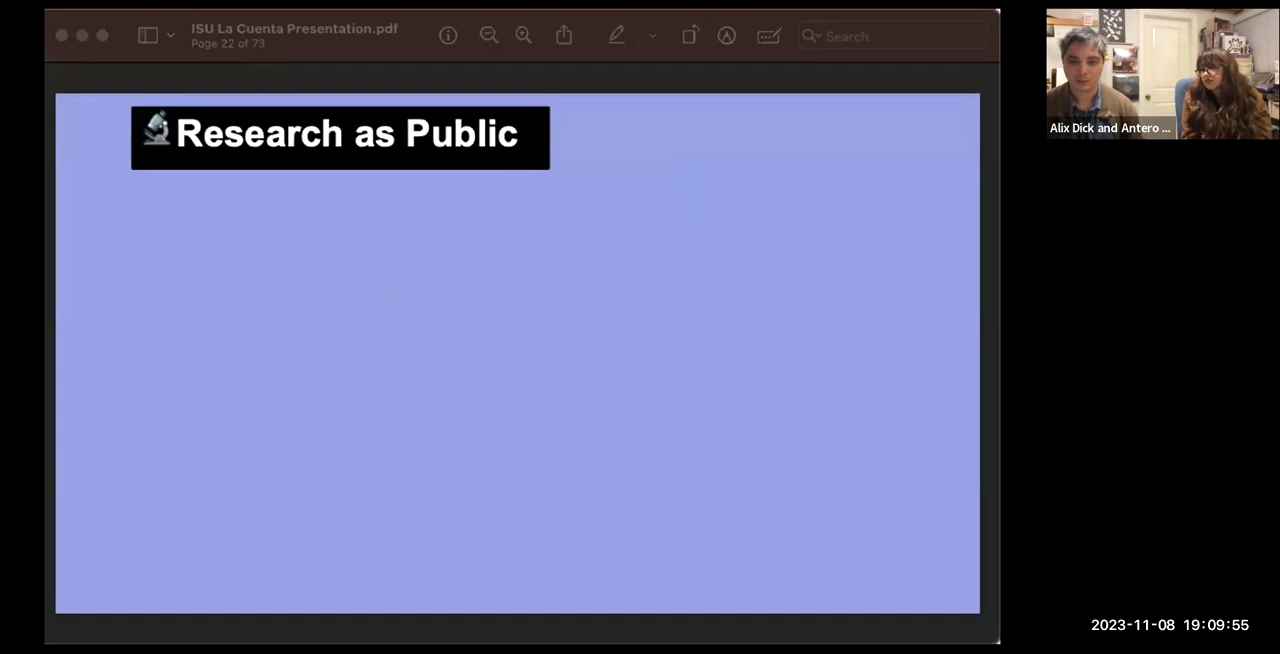 ISU La Cuenta Presentation.pdf
Page 22 of 73
Search
Research as Public
Alix Dick and Antero ...
2023-11-08 19:09:55